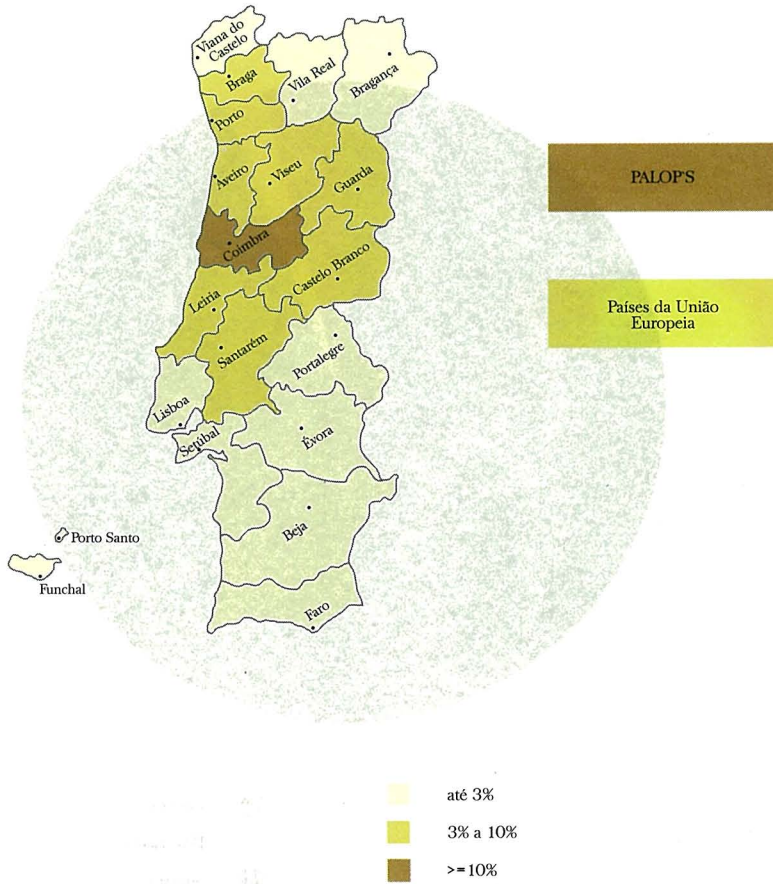 Viana do
Castelo
Braga
Vila Real
Bragança
Porto
Aveiro
Viseu
Guarda
PALOP'S
Coimbra
Castelo Branco
Leiria
Países da União
Europeia
Santarém
Portalegre
Lisboa
Setúbal
Évora
Beja
Porto Santo
Funchal
Faro
até 3%
3% a 10%
>=10%